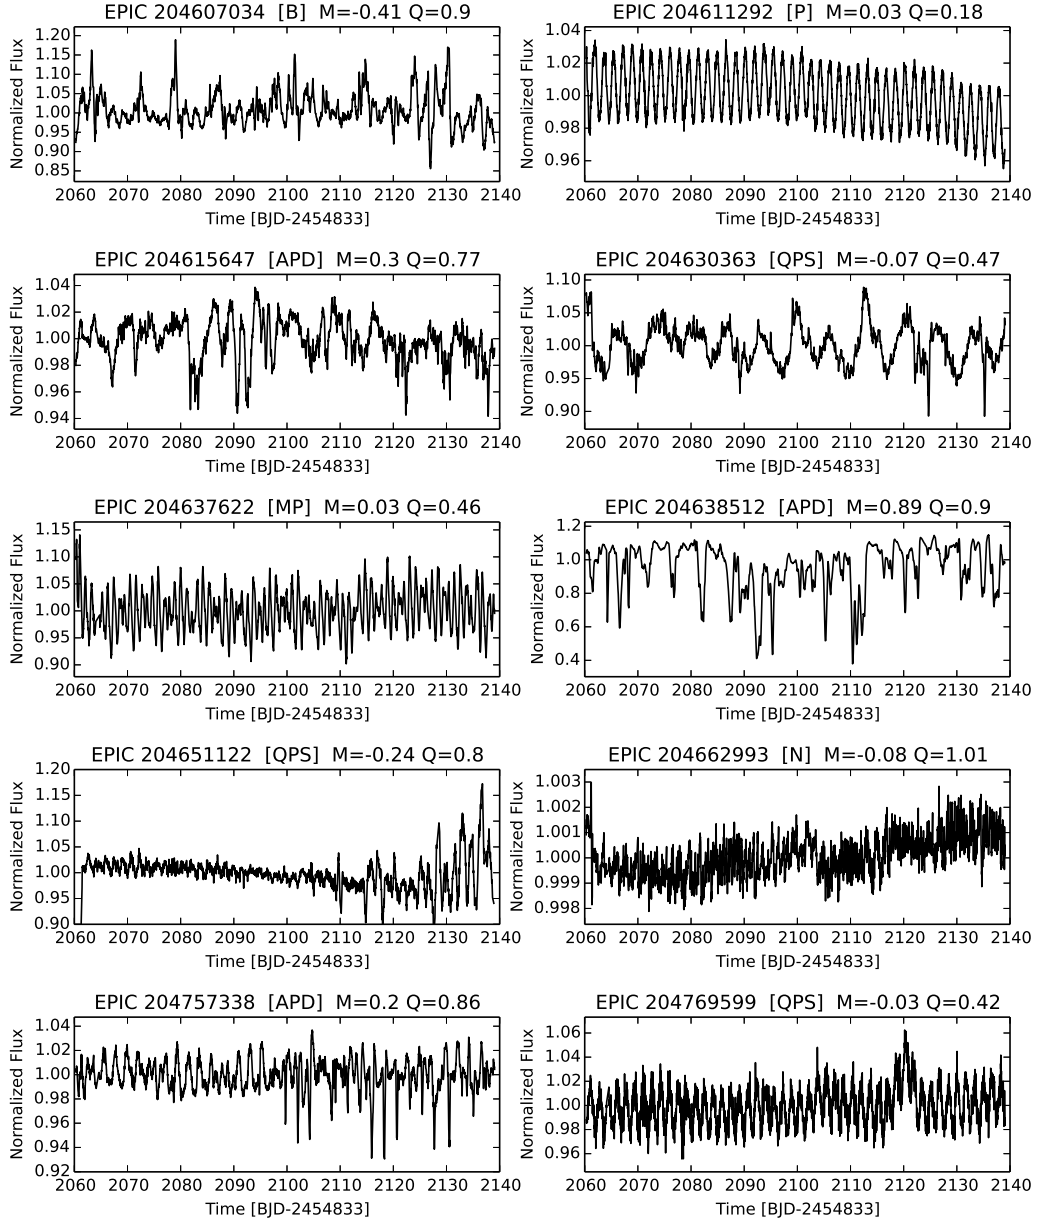 EPIC 204607034 [B] M=-0.41 Q=0.9
Normalized Flux
1.20
1.15
1.10
1.05
1.00
0.95
0.90
0.85
2060 2070 2080 2090 2100 2110 2120 2130 2140
Time [BJD-2454833]
EPIC 204611292 [P] M=0.03 Q=0.18
Normalized Flux
1.04
1.02
1.00
0.98
0.96
2060 2070 2080 2090 2100 2110 2120 2130 2140
Time [BJD-2454833]
EPIC 204615647 [APD] M=0.3 Q=0.77
Normalized Flux
1.04
1.02
1.00
0.98
0.96
0.94
2060 2070 2080 2090 2100 2110 2120 2130 2140
Time [BJD-2454833]
EPIC 204630363 [QPS] M=-0.07 Q=0.47
Normalized Flux
1.10
1.05
1.00
0.95
0.90
2060 2070 2080 2090 2100 2110 2120 2130 2140
Time [BJD-2454833]
EPIC 204637622 [MP] M=0.03 Q=0.46
Normalized Flux
1.15
1.10
1.05
1.00
0.95
0.90
2060 2070 2080 2090 2100 2110 2120 2130 2140
Time [BJD-2454833]
EPIC 204638512 [APD] M=0.89 Q=0.9
Normalized Flux
1.2
1.0
0.8
0.6
0.4
2060 2070 2080 2090 2100 2110 2120 2130 2140
Time [BJD-2454833]
EPIC 204651122 [QPS] M=-0.24 Q=0.8
Normalized Flux
1.20
1.15
1.10
1.05
1.00
0.95
0.90
2060 2070 2080 2090 2100 2110 2120 2130 2140
Time [BJD-2454833]
EPIC 204662993 [N] M=-0.08 Q=1.01
Normalized Flux
1.003
1.002
1.001
1.000
0.999
0.998
2060 2070 2080 2090 2100 2110 2120 2130 2140
Time [BJD-2454833]
EPIC 204757338 [APD] M=0.2 Q=0.86
Normalized Flux
1.04
1.02
1.00
0.98
0.96
0.94
0.92
2060 2070 2080 2090 2100 2110 2120 2130 2140
Time [BJD-2454833]
EPIC 204769599 [QPS] M=-0.03 Q=0.42
Normalized Flux
1.06
1.04
1.02
1.00
0.98
0.96
2060 2070 2080 2090 2100 2110 2120 2130 2140
Time [BJD-2454833]